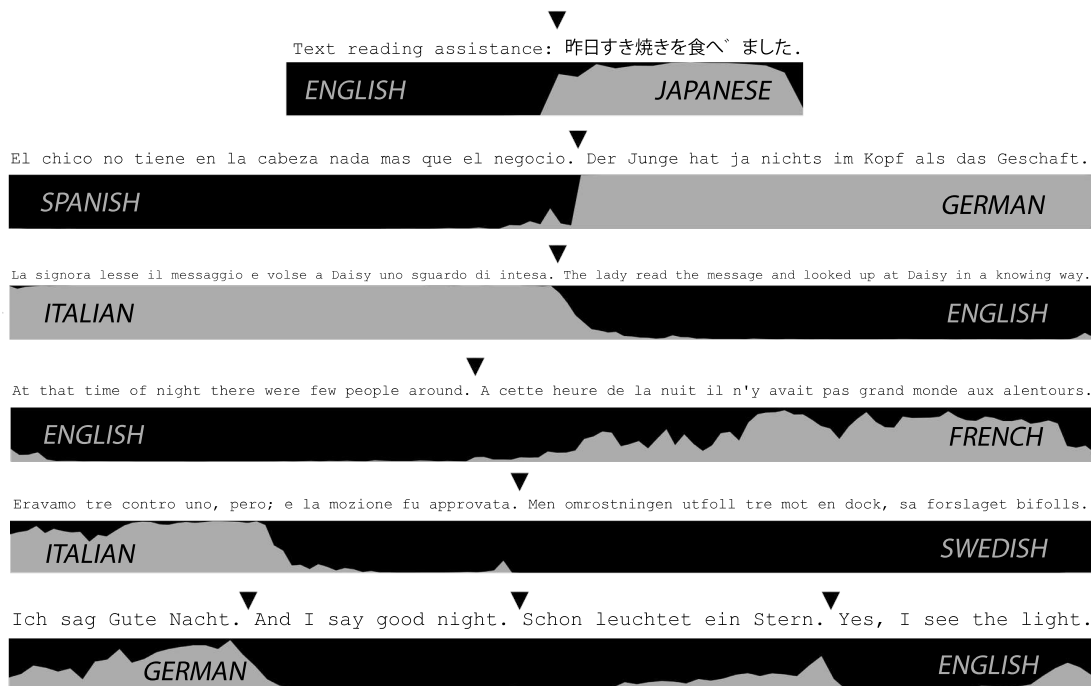 Text reading assistance: 昨日すき焼きを食へ゛ました.
ENGLISH JAPANESE
El chico no tiene en la cabeza nada mas que el negocio. Der Junge hat ja nichts im Kopf als das Geschaft.
SPANISH GERMAN
La signora lesse il messaggio e volse a Daisy uno sguardo di intesa. The lady read the message and looked up at Daisy in a knowing way.
ITALIAN ENGLISH
At that time of night there were few people around. A cette heure de la nuit il n'y avait pas grand monde aux alentours.
ENGLISH FRENCH
Eravamo tre contro uno, pero; e la mozione fu approvata. Men omrostningen utfoll tre mot en dock, sa forslaget bifolls.
ITALIAN SWEDISH
Ich sag Gute Nacht. And I say good night. Schon leuchtet ein Stern. Yes, I see the light.
GERMAN ENGLISH